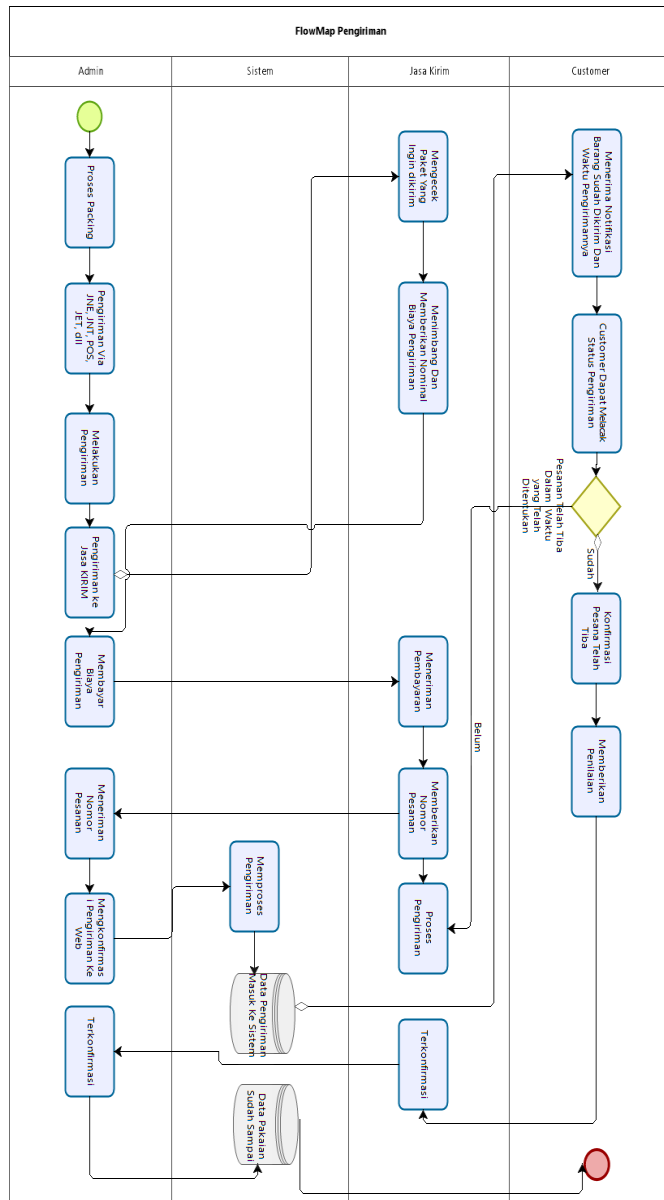 FlowMap Pengiriman
Admin
Sistem
Jasa Kirim
Customer
Proses Packing
Pengiriman Via
JNE, JNT, POS,
JET, dll
Melakukan
Pengiriman
Pengiriman ke
Jasa KIRIM
Membayar
Biaya
Pengiriman
Meneriman
Nomor
Pesanan
Mengkonfirmas
i Pengiriman Ke
Web
Terkonfirmasi
Memproses
Pengiriman
Data Pengiriman
Masuk Ke Sistem
Data Pakaian
Sudah Sampai
Mengecek
Paket Yang
Ingin dikirim
Menimbang Dan
Memberikan Nominal
Biaya Pengiriman
Meneriman
Pembayaran
Memberikan
Nomor
Pesanan
Proses
Pengiriman
Terkonfirmasi
Belum
Menerima Notifikasi
Barang Sudah Dikirim Dan
Waktu Pengirimannya
Customer Dapat Melacak
Status Pengiriman
Pesanan Telah Tiba
Dalam Waktu
yang Telah
Ditentukan
Sudah
Konfirmasi
Pesana Telah
Tiba
Memberikan
Penilaian